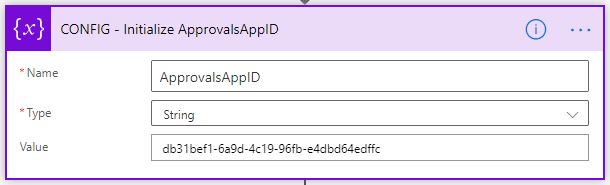 {x} CONFIG - Initialize ApprovalsAppID
* Name ApprovalsAppID
* Type String
Value db31bef1-6a9d-4c19-96fb-e4dbd64edffc